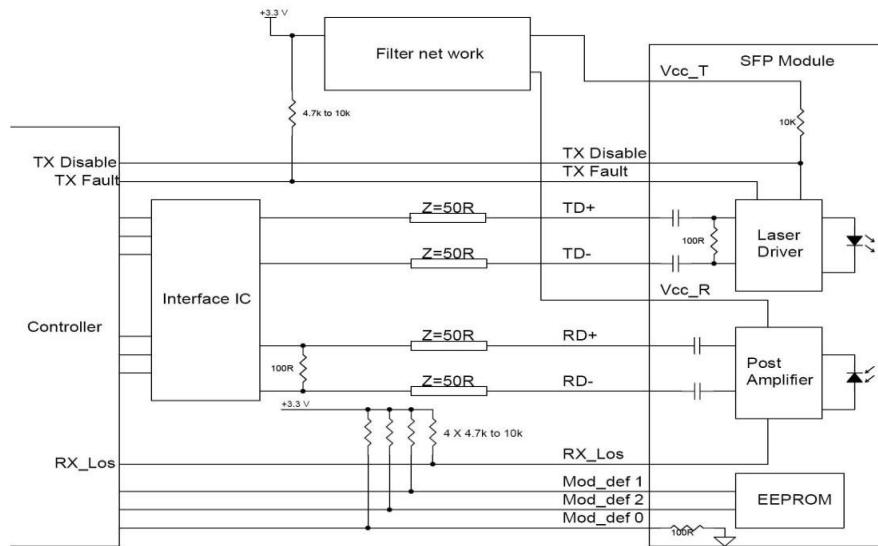 +3.3 V
Filter net work
SFP Module
Vcc_T
4.7k to 10k
10K
TX Disable
TX Disable
TX Fault
TX Fault
Z=50R
TD+
100R
Laser
Driver
Z=50R
TD-
Interface IC
Vcc_R
Controller
Z=50R
RD+
100R
Post
Amplifier
Z=50R
RD-
+3.3 V
4 X 4.7k to 10k
RX_Los
RX_Los
Mod_def 1
Mod_def 2
EEPROM
Mod_def 0
100R